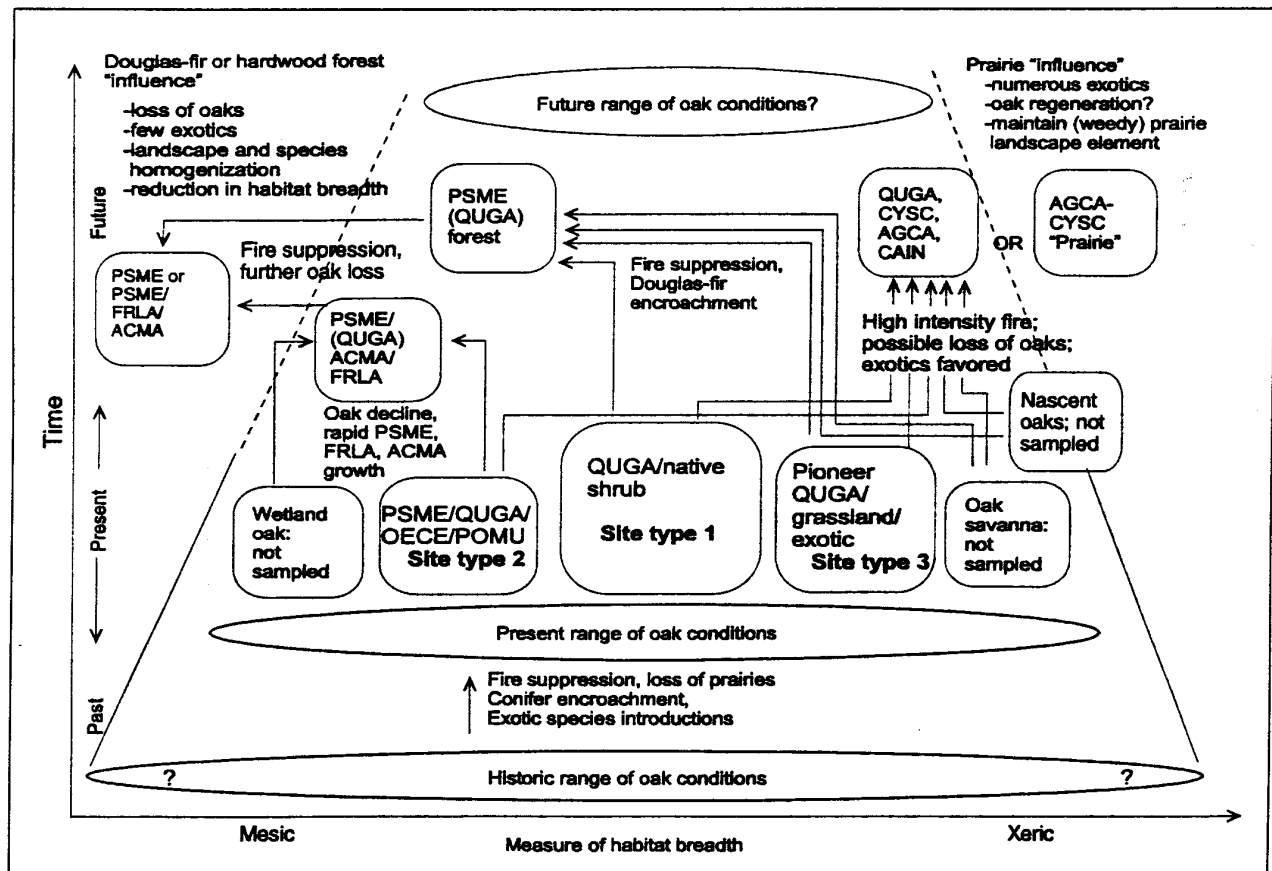 Douglas-fir or hardwood forest
"influence"
-loss of oaks
-few exotics
-landscape and species
homogenization
-reduction in habitat breadth
Prairie "influence"
-numerous exotics
-oak regeneration?
-maintain (weedy) prairie
landscape element
Future range of oak conditions?
PSME
(QUGA)
forest
QUGA,
CYSC,
AGCA,
CAIN
OR
AGCA-
CYSC
"Prairie"
PSME or
PSME/
FRLA/
ACMA
Fire suppression,
further oak loss
Fire suppression,
Douglas-fir
encroachment
PSME/
(QUGA)
ACMA/
FRLA
High intensity fire;
possible loss of oaks;
exotics favored
Nascent
oaks; not
sampled
Oak decline,
rapid PSME,
FRLA, ACMA
growth
Wetland
oak:
not
sampled
PSME/QUGA/
OECE/POMU
Site type 2
QUGA/native
shrub
Site type 1
Pioneer
QUGA/
grassland/
exotic
Site type 3
Oak
savanna:
not
sampled
Present range of oak conditions
Fire suppression, loss of prairies
Conifer encroachment,
Exotic species introductions
? Historic range of oak conditions ?
Time
Future
Present
Past
Mesic
Measure of habitat breadth
Xeric